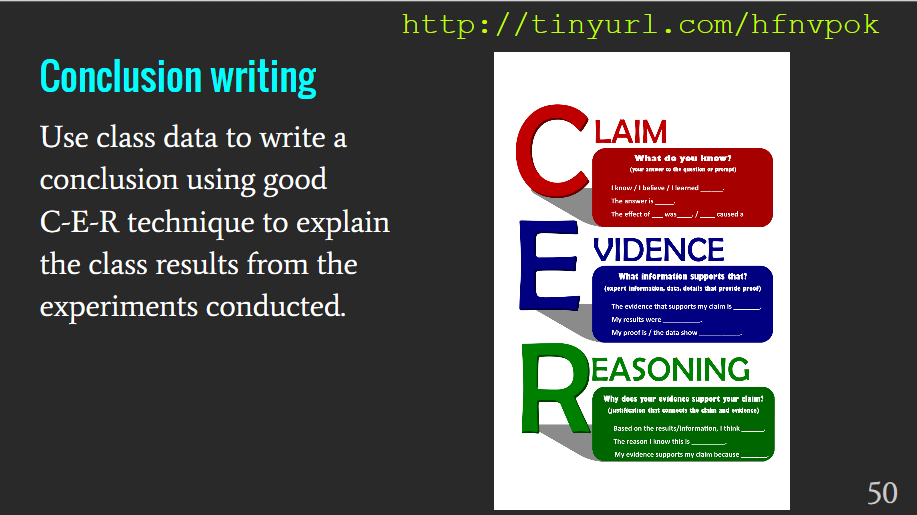 http://tinyurl.com/hfnvpok
Conclusion writing
Use class data to write a
conclusion using good
C-E-R technique to explain
the class results from the
experiments conducted.
CLAIM
What do you know?
(your answer to the question or prompt)
I know / I believe / I learned ______.
The answer is _____.
The effect of ___ was____, / ____ caused a
EVIDENCE
What information supports that?
(expert information, data, details that provide proof)
The evidence that supports my claim is _______.
My results were __________.
My proof is / the data show ___________.
REASONING
Why does your evidence support your claim?
(justification that connects the claim and evidence)
Based on the results/information, I think ______.
The reason I know this is _________.
My evidence supports my claim because _______.
50